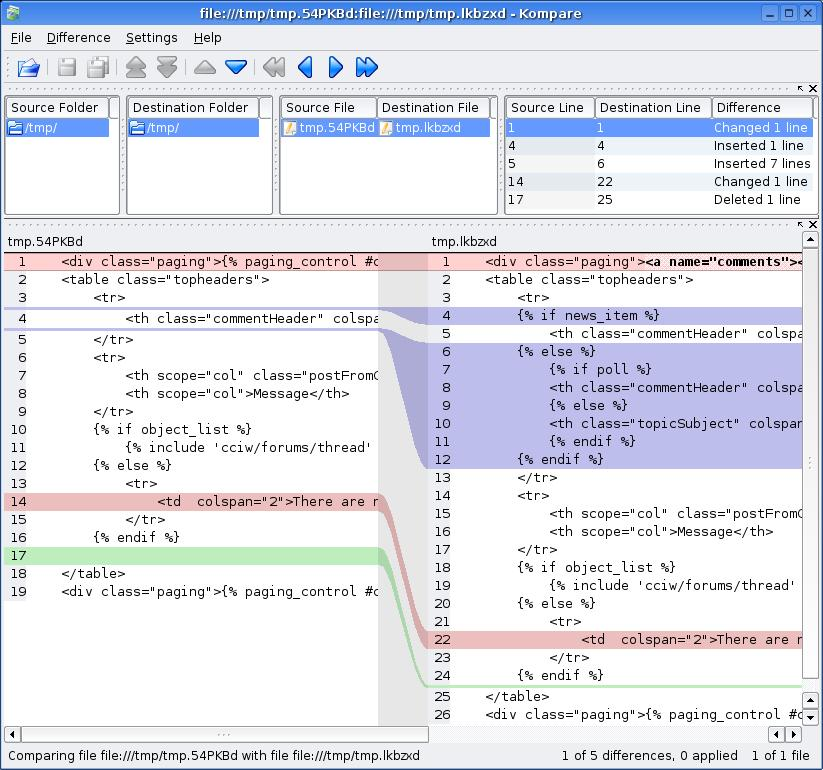 file:///tmp/tmp.54PKBd:file:///tmp/tmp.lkbzxd - Kompare
File Difference Settings Help
Source Folder
/tmp/
Destination Folder
/tmp/
Source File Destination File
tmp.54PKBd tmp.lkbzxd
Source Line Destination Line Difference
1 1 Changed 1 line
4 4 Inserted 1 line
5 6 Inserted 7 lines
14 22 Changed 1 line
17 25 Deleted 1 line
tmp.54PKBd
1 <div class="paging">{% paging_control #c
2 <table class="topheaders">
3 <tr>
4 <th class="commentHeader" colspa
5 </tr>
6 <tr>
7 <th scope="col" class="postFromC
8 <th scope="col">Message</th>
9 </tr>
10 {% if object_list %}
11 {% include 'cciw/forums/thread'
12 {% else %}
13 <tr>
14 <td  colspan="2">There are n
15 </tr>
16 {% endif %}
17
18 </table>
19 <div class="paging">{% paging_control #c
tmp.lkbzxd
1 <div class="paging"><a name="comments"><
2 <table class="topheaders">
3 <tr>
4 {% if news_item %}
5 <th class="commentHeader" colspa
6 {% else %}
7 {% if poll %}
8 <th class="commentHeader" colspa
9 {% else %}
10 <th class="topicSubject" colspan
11 {% endif %}
12 {% endif %}
13 </tr>
14 <tr>
15 <th scope="col" class="postFromC
16 <th scope="col">Message</th>
17 </tr>
18 {% if object_list %}
19 {% include 'cciw/forums/thread'
20 {% else %}
21 <tr>
22 <td  colspan="2">There are n
23 </tr>
24 {% endif %}
25 </table>
26 <div class="paging">{% paging_control #c
Comparing file file:///tmp/tmp.54PKBd with file file:///tmp/tmp.lkbzxd 1 of 5 differences, 0 applied 1 of 1 file